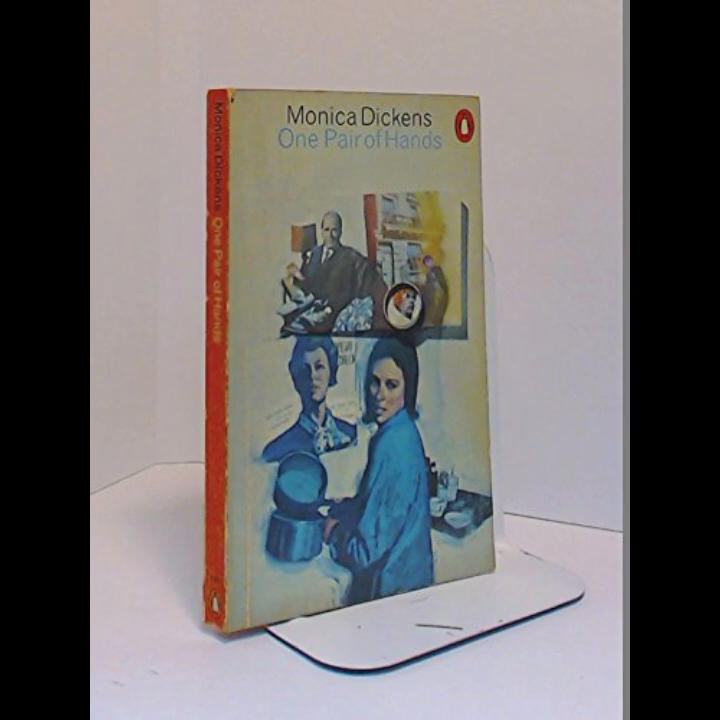 Monica Dickens
One Pair of Hands
Monica Dickens One Pair of Hands